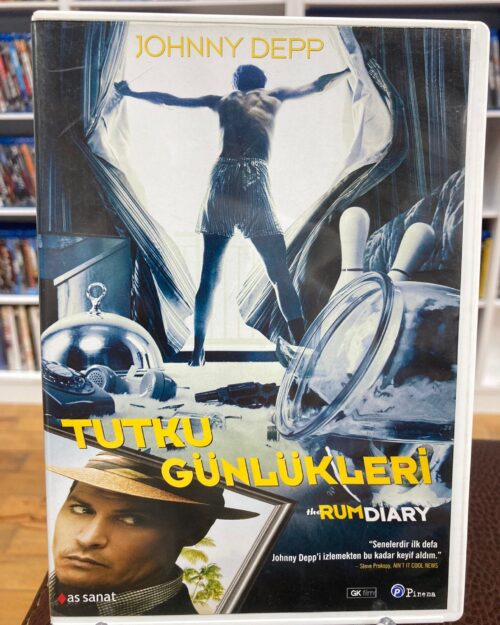 JOHNNY DEPP
TUTKU
GÜNLÜKLERİ
the RUM DIARY
"Senelerdir ilk defa
Johnny Depp'i izlemekten bu kadar keyif aldım."
– Steve Prokopy, AIN'T IT COOL NEWS
as sanat
GK films
P Pinema